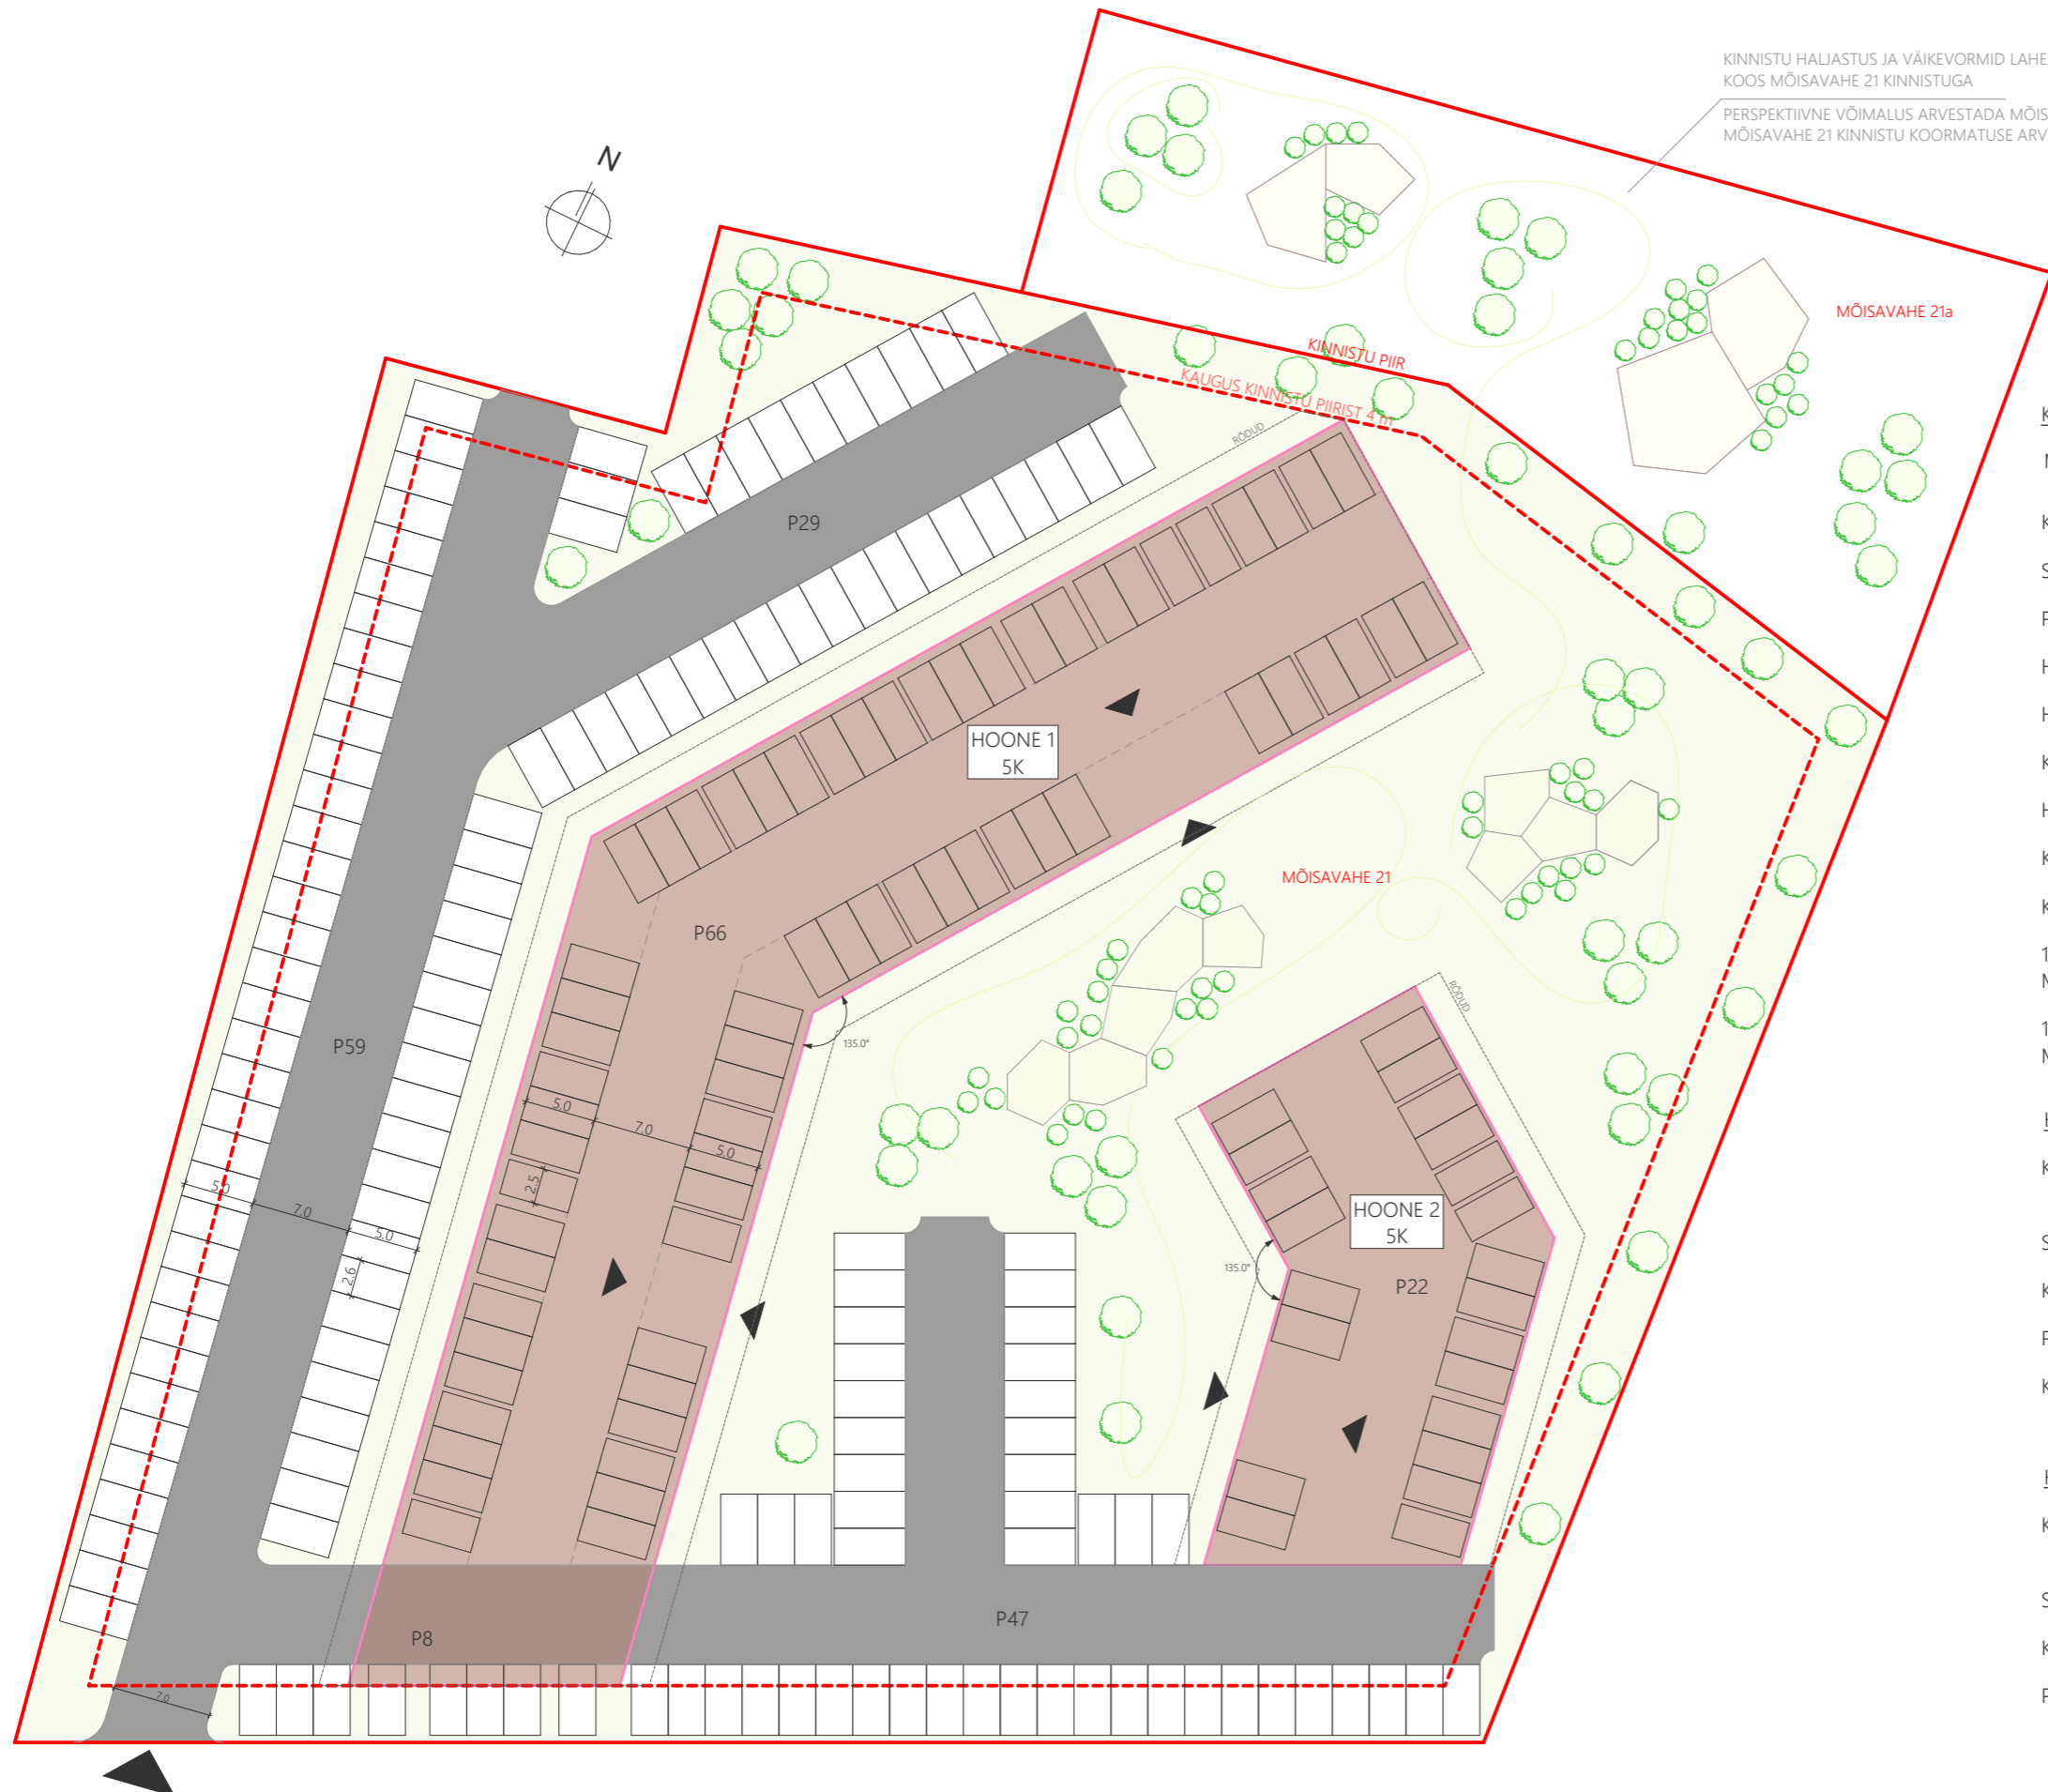 KINNISTU HALJASTUS JA VÄIKEVORMID LAHE
KOOS MÕISAVAHE 21 KINNISTUGA
PERSPEKTIIVNE VÕIMALUS ARVESTADA MÕIS
MÕISAVAHE 21 KINNISTU KOORMATUSE ARV
N
MÕISAVAHE 21a
KINNISTU PIIR
KAUGUS KINNISTU PIIRIST 4 m
RÕDUD
P29
HOONE 1
5K
MÕISAVAHE 21
P66
P59
135.0°
RÕDUD
5.0
7.0
5.0
2.5
5.0
7.0
5.0
2.6
HOONE 2
5K
135.0°
P22
P47
P8
7.0